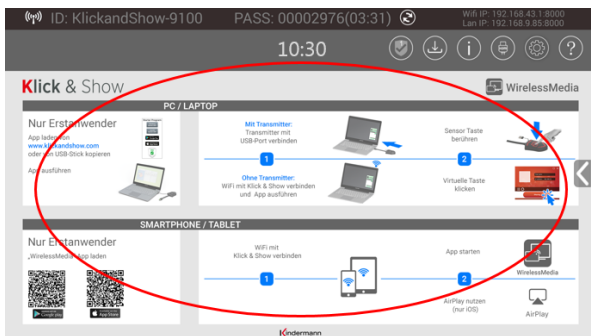 ID: KlickandShow-9100
PASS: 00002976(03:31)
Wifi IP: 192.168.43.1:8000
Lan IP: 192.168.9.85:8000
10:30
Klick & Show
WirelessMedia
PC / LAPTOP
Nur Erstanwender
App laden von
www.klickandshow.com
oder von USB-Stick kopieren
App ausführen
Mit Transmitter:
Transmitter mit
USB-Port verbinden
1
Ohne Transmitter:
WiFi mit Klick & Show verbinden
und App ausführen
Sensor Taste
berühren
2
Virtuelle Taste
klicken
SMARTPHONE / TABLET
Nur Erstanwender
„WirelessMedia“-App laden
Google play
App Store
WiFi mit
Klick & Show verbinden
1
App starten
2
AirPlay nutzen
(nur iOS)
WirelessMedia
AirPlay
Kindermann